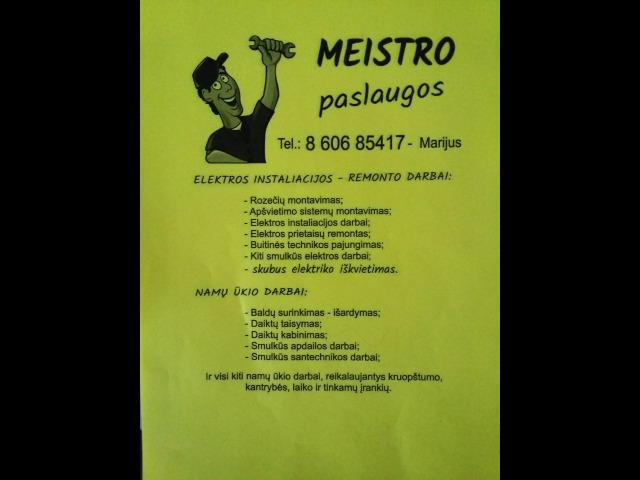 MEISTRO
paslaugos
Tel.: 8 606 85417 - Marijus
ELEKTROS INSTALIACIJOS - REMONTO DARBAI:
- Rozečių montavimas;
- Apšvietimo sistemų montavimas;
- Elektros instaliacijos darbai;
- Elektros prietaisų remontas;
- Buitinės technikos pajungimas;
- Kiti smulkūs elektros darbai;
- skubus elektriko iškvietimas.
NAMŲ ŪKIO DARBAI:
- Baldų surinkimas - išardymas;
- Daiktų taisymas;
- Daiktų kabinimas;
- Smulkūs apdailos darbai;
- Smulkūs santechnikos darbai;
Ir visi kiti namų ūkio darbai, reikalaujantys kruopštumo,
kantrybės, laiko ir tinkamų įrankių.